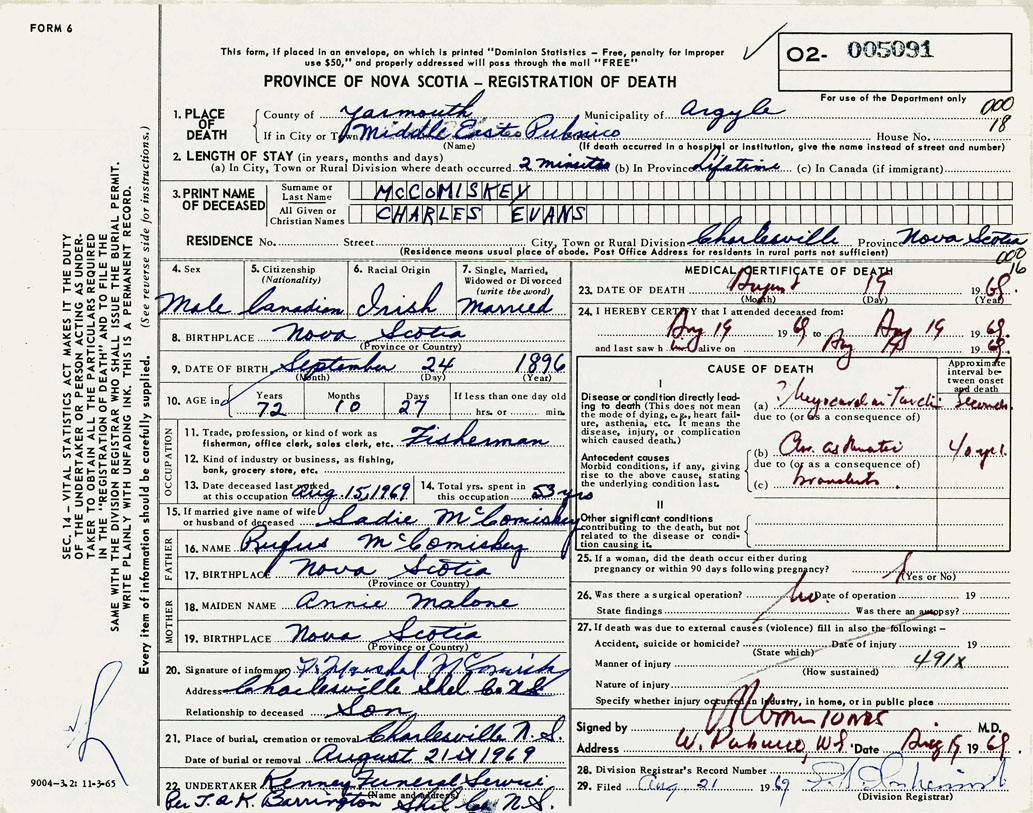 FORM 6
This form, if placed in an envelope, on which is printed "Dominion Statistics – Free, penalty for improper
use $50," and properly addressed will pass through the mail "FREE"
O2- 005091
PROVINCE OF NOVA SCOTIA – REGISTRATION OF DEATH
For use of the Department only
000
18
1. PLACE OF DEATH County of Yarmouth Municipality of Argyle
If in City or Town Middle East Pubnico House No.
(Name) (If death occurred in a hospital or institution, give the name instead of street and number)
2. LENGTH OF STAY (in years, months and days)
(a) In City, Town or Rural Division where death occurred 2 minutes (b) In Province Lifetime (c) In Canada (if immigrant)
3. PRINT NAME OF DECEASED Surname or Last Name McCOMISKEY
All Given or Christian Names CHARLES EVANS
RESIDENCE No. Street City, Town or Rural Division Charlesville Province Nova Scotia
(Residence means usual place of abode. Post Office Address for residents in rural parts not sufficient)
000
16
4. Sex Male
5. Citizenship (Nationality) Canadian
6. Racial Origin Irish
7. Single, Married, Widowed or Divorced (write the word) Married
8. BIRTHPLACE Nova Scotia
(Province or Country)
9. DATE OF BIRTH September 24 1896
(Month) (Day) (Year)
10. AGE in Years 72 Months 10 Days 27 If less than one day old
hrs. or min.
OCCUPATION
11. Trade, profession, or kind of work as
fisherman, office clerk, sales clerk, etc. Fisherman
12. Kind of industry or business, as fishing,
bank, grocery store, etc.
13. Date deceased last worked
at this occupation Aug. 15, 1969
14. Total yrs. spent in
this occupation 53 yrs
15. If married give name of wife
or husband of deceased Sadie McComiskey
FATHER
16. NAME Rufus McComiskey
17. BIRTHPLACE Nova Scotia
(Province or Country)
MOTHER
18. MAIDEN NAME Annie Malone
19. BIRTHPLACE Nova Scotia
(Province or Country)
20. Signature of informant Marshal McComiskey
Address Charlesville Shel Co N.S.
Relationship to deceased Son
21. Place of burial, cremation or removal Charlesville N.S.
Date of burial or removal August 21st 1969
22. UNDERTAKER Kenney Funeral Service
(Name and address)
Per J. a K. Barrington Shel Co N.S.
MEDICAL CERTIFICATE OF DEATH
23. DATE OF DEATH August 19 1969.
(Month) (Day) (Year)
24. I HEREBY CERTIFY that I attended deceased from:
Aug 19 1969 to Aug 19 1969.
and last saw him alive on Aug 19 1969.
CAUSE OF DEATH
Approximate interval between onset and death
I
Disease or condition directly leading
to death (This does not mean
the mode of dying, e.g., heart failure,
asthenia, etc. It means the
disease, injury, or complication
which caused death.)
(a) ? Myocardial Infarction Seconds
due to (or as a consequence of)
Antecedent causes
Morbid conditions, if any, giving
rise to the above cause, stating
the underlying condition last.
(b) Chr. asthmatic 40 yrs.
due to (or as a consequence of)
(c) bronchitis.
II
Other significant conditions
contributing to the death, but not
related to the disease or condition
causing it.
25. If a woman, did the death occur either during
pregnancy or within 90 days following pregnancy?
(Yes or No)
26. Was there a surgical operation? No. Date of operation 19
State findings Was there an autopsy?
27. If death was due to external causes (violence) fill in also the following: –
Accident, suicide or homicide? Date of injury 19
(State which)
Manner of injury 491X
(How sustained)
Nature of injury
Specify whether injury occurred in industry, in home, or in public place
Signed by JONES M.D.
Address W. Pubnico, N.S. Date Aug 19 1969.
28. Division Registrar's Record Number
29. Filed Aug 21 1969
(Division Registrar)
SEC. 14 – VITAL STATISTICS ACT MAKES IT THE DUTY
OF THE UNDERTAKER OR PERSON ACTING AS UNDERTAKER
TO OBTAIN ALL THE PARTICULARS REQUIRED
IN THE "REGISTRATION OF DEATH" AND TO FILE THE
SAME WITH THE DIVISION REGISTRAR WHO SHALL ISSUE THE BURIAL PERMIT.
WRITE PLAINLY WITH UNFADING INK. THIS IS A PERMANENT RECORD.
Every item of information should be carefully supplied. (See reverse side for instructions.)
9004–3.2: 11-3-65